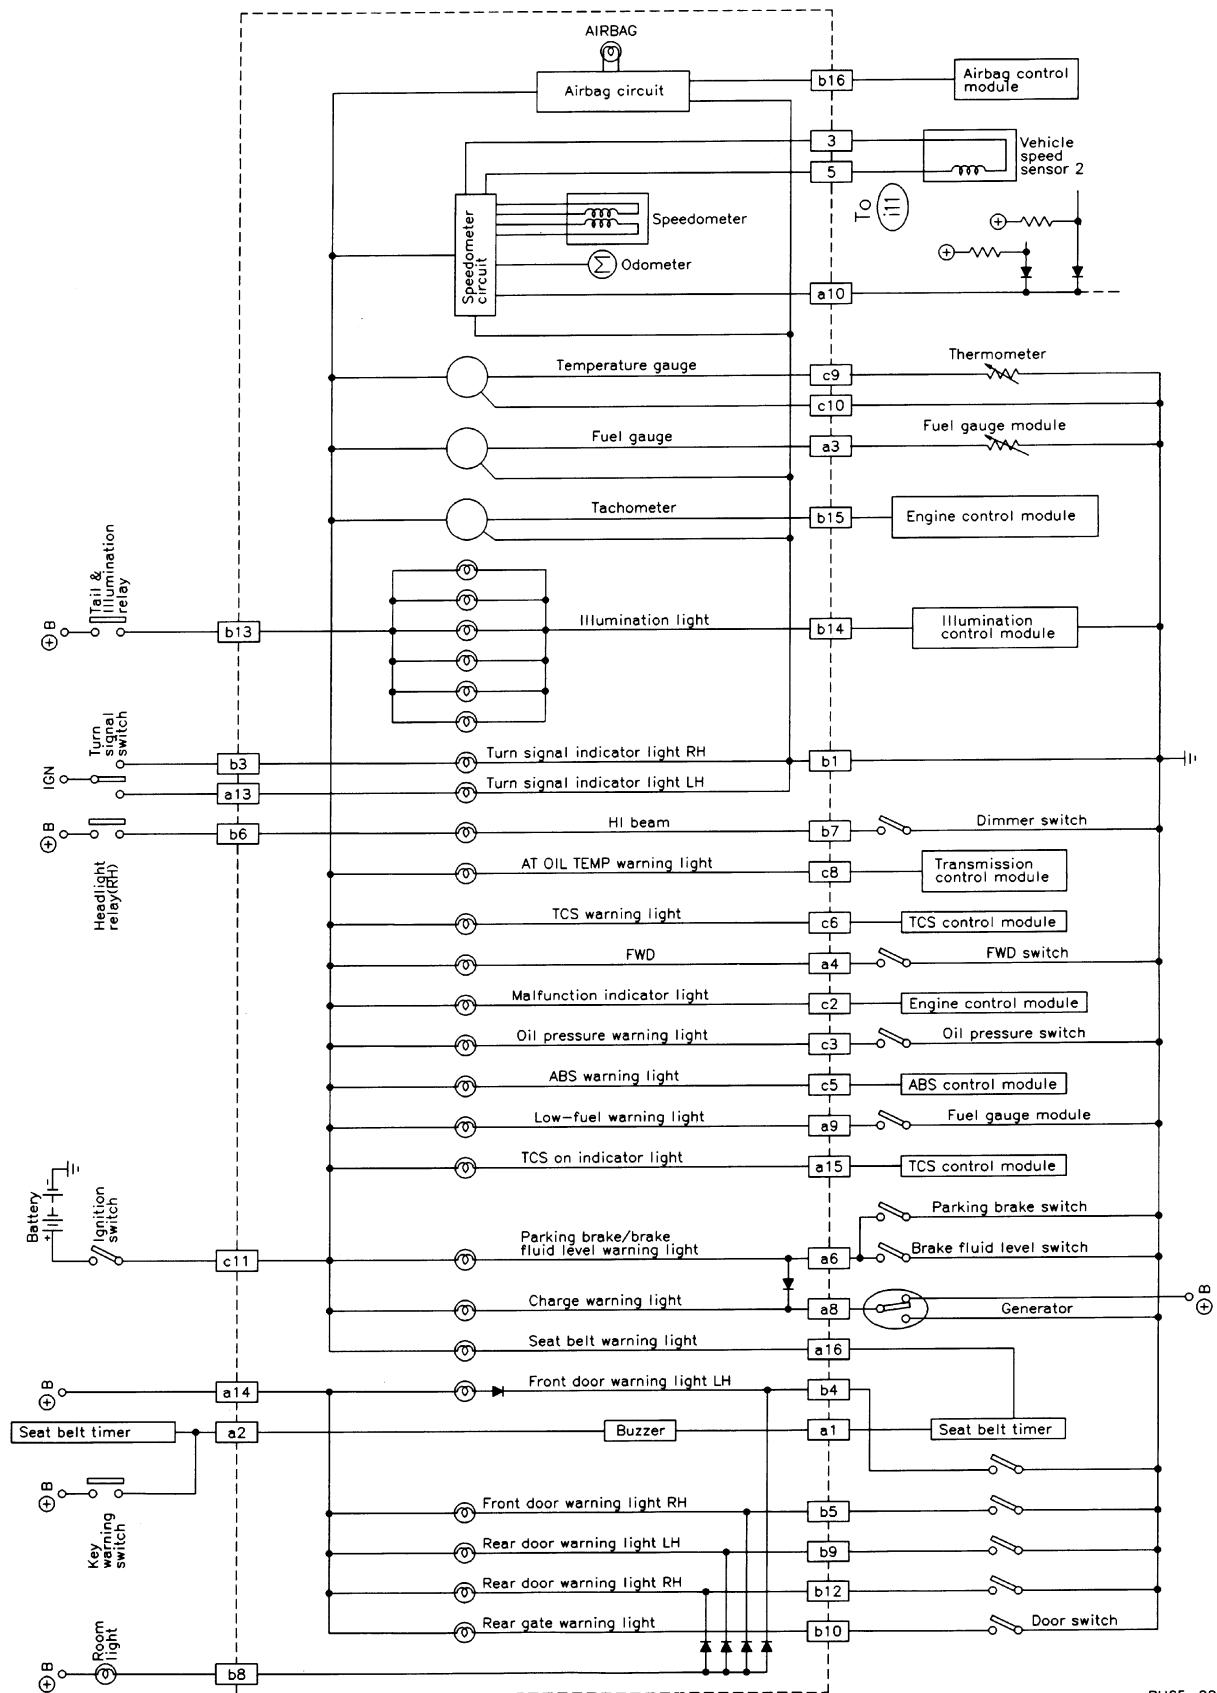 AIRBAG
Airbag circuit
b16
Airbag control
module
3
5
Vehicle
speed
sensor 2
To
i11
Speedometer
circuit
Speedometer
Odometer
a10
Temperature gauge
c9
Thermometer
c10
Fuel gauge
a3
Fuel gauge module
Tachometer
b15
Engine control module
B
Tail &
Illumination
relay
b13
Illumination light
b14
Illumination
control module
Turn
signal
switch
IGN
b3
Turn signal indicator light RH
b1
a13
Turn signal indicator light LH
B
Headlight
relay(RH)
b6
HI beam
b7
Dimmer switch
AT OIL TEMP warning light
c8
Transmission
control module
TCS warning light
c6
TCS control module
FWD
a4
FWD switch
Malfunction indicator light
c2
Engine control module
Oil pressure warning light
c3
Oil pressure switch
ABS warning light
c5
ABS control module
Low-fuel warning light
a9
Fuel gauge module
TCS on indicator light
a15
TCS control module
Battery
Ignition
switch
c11
Parking brake/brake
fluid level warning light
a6
Parking brake switch
Brake fluid level switch
Charge warning light
a8
Generator
B
Seat belt warning light
a16
B
a14
Front door warning light LH
b4
Seat belt timer
a2
Buzzer
a1
Seat belt timer
B
Key
warning
switch
Front door warning light RH
b5
Rear door warning light LH
b9
Rear door warning light RH
b12
Rear gate warning light
b10
Door switch
B
Room
light
b8